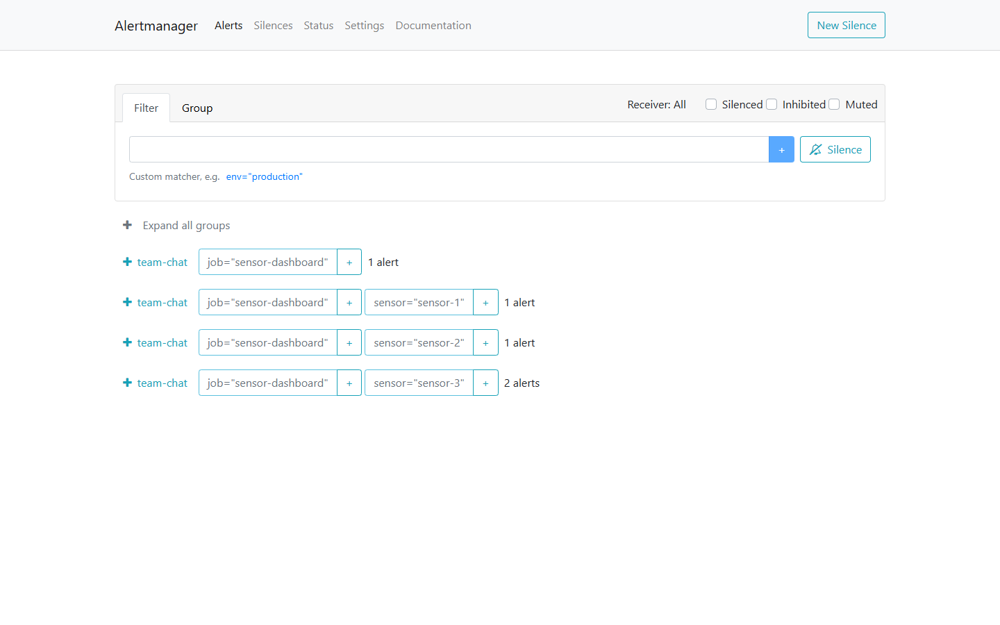 Alertmanager Alerts Silences Status Settings Documentation New Silence
Filter Group Receiver: All Silenced Inhibited Muted
+ Silence
Custom matcher, e.g. env="production"
+ Expand all groups
+ team-chat job="sensor-dashboard" + 1 alert
+ team-chat job="sensor-dashboard" + sensor="sensor-1" + 1 alert
+ team-chat job="sensor-dashboard" + sensor="sensor-2" + 1 alert
+ team-chat job="sensor-dashboard" + sensor="sensor-3" + 2 alerts